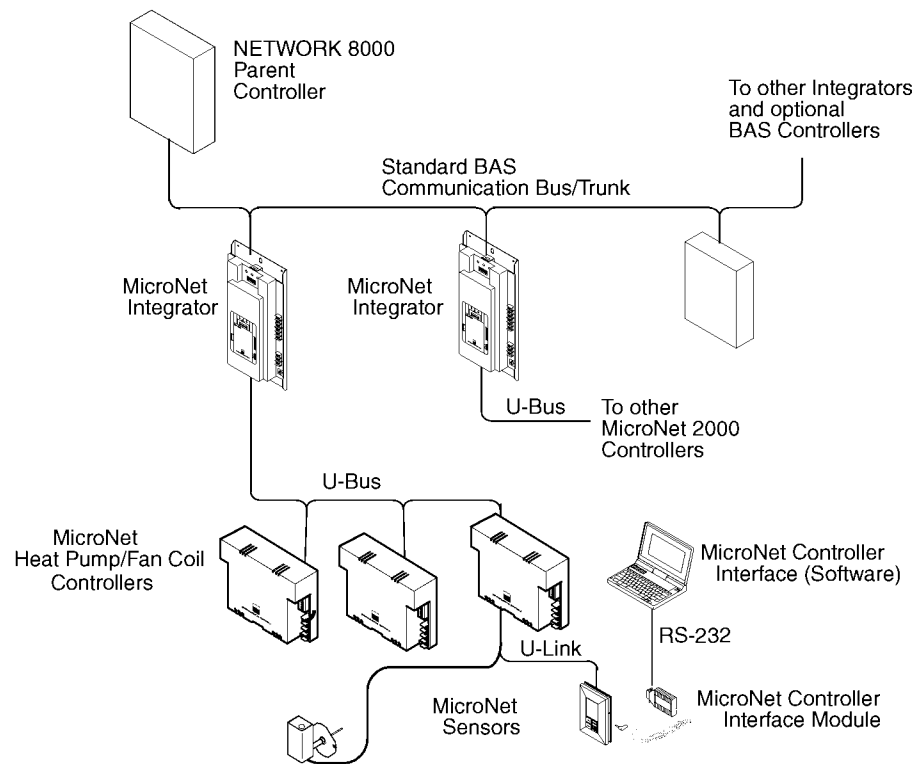 NETWORK 8000
Parent
Controller
To other Integrators
and optional
BAS Controllers
Standard BAS
Communication Bus/Trunk
MicroNet
Integrator
MicroNet
Integrator
U-Bus
To other
MicroNet 2000
Controllers
U-Bus
MicroNet
Heat Pump/Fan Coil
Controllers
MicroNet Controller
Interface (Software)
RS-232
U-Link
MicroNet
Sensors
MicroNet Controller
Interface Module